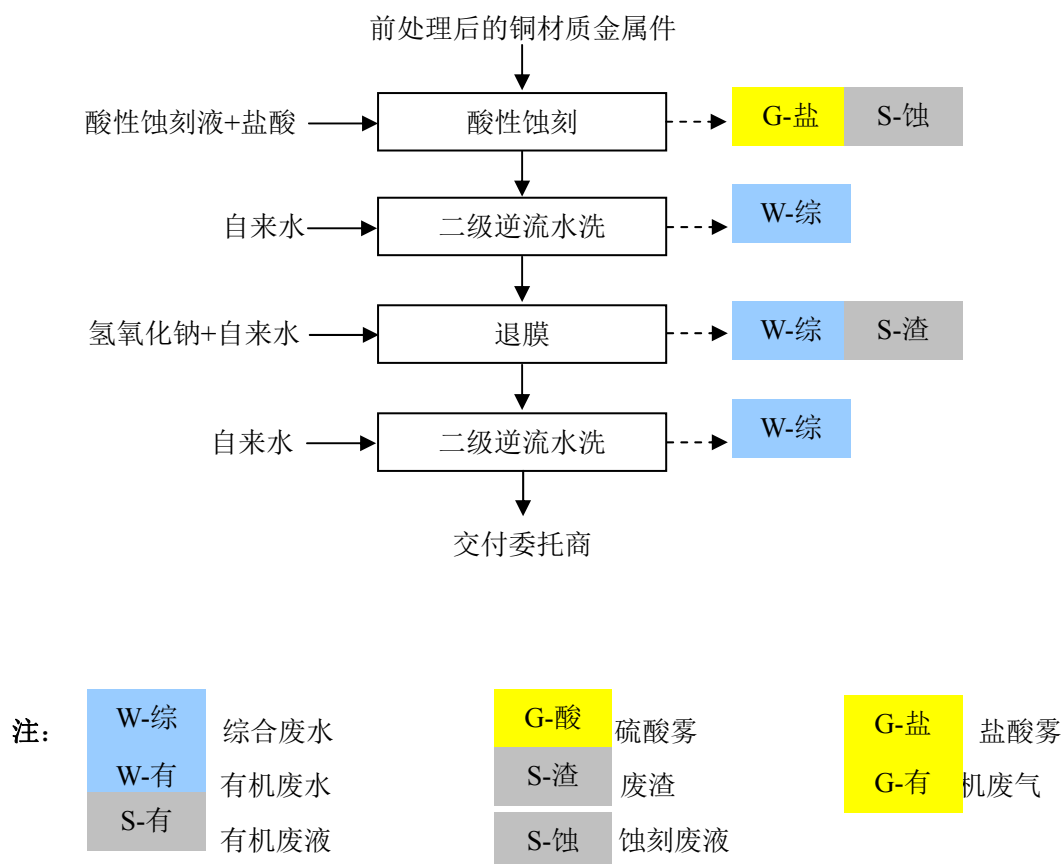 前处理后的铜材质金属件
酸性蚀刻液+盐酸
酸性蚀刻
G-盐
S-蚀
自来水
二级逆流水洗
W-综
氢氧化钠+自来水
退膜
W-综
S-渣
自来水
二级逆流水洗
W-综
交付委托商
注：
W-综
综合废水
G-酸
硫酸雾
G-盐
盐酸雾
W-有
有机废水
S-渣
废渣
G-有
机废气
S-有
有机废液
S-蚀
蚀刻废液